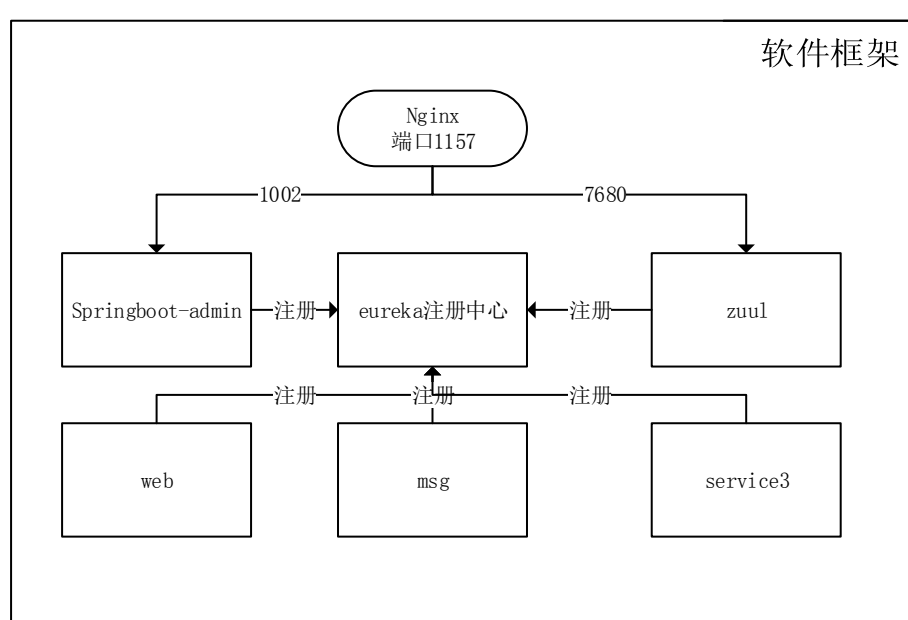 软件框架
Nginx
端口1157
1002
7680
Springboot-admin
注册
eureka注册中心
注册
zuul
注册
注册
注册
web
msg
service3